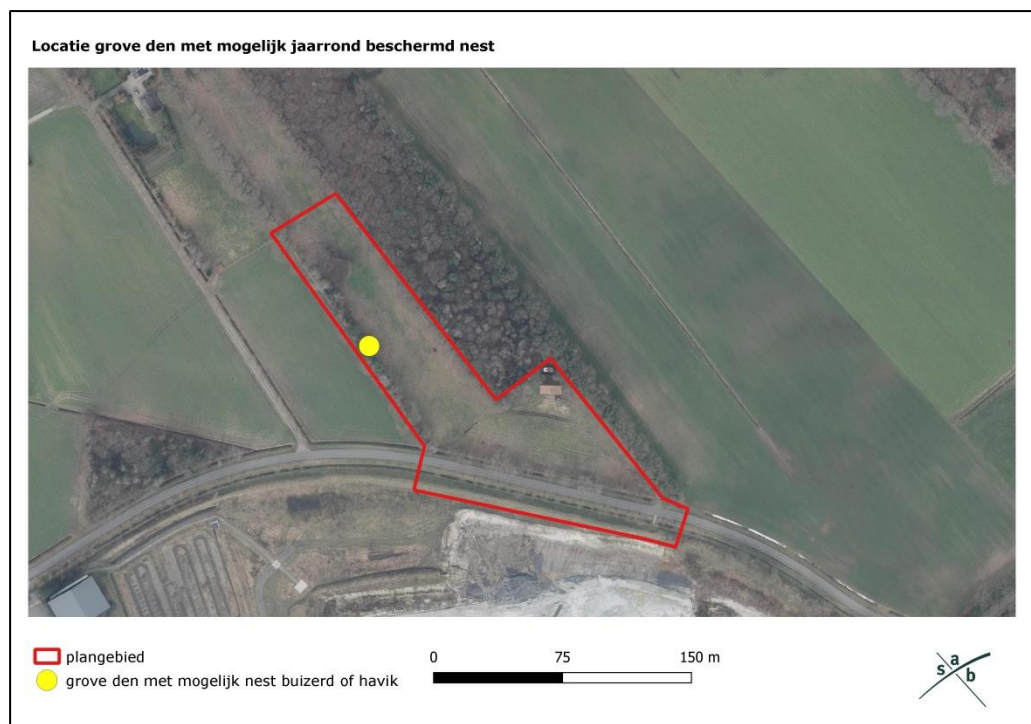 Locatie grove den met mogelijk jaarrond beschermd nest
plangebied
grove den met mogelijk nest buizerd of havik
0 75 150 m
s a b